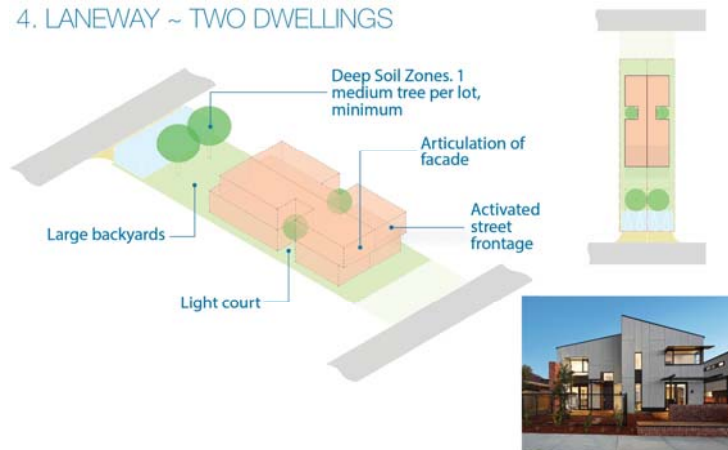 4. LANEWAY ~ TWO DWELLINGS
Deep Soil Zones. 1
medium tree per lot,
minimum
Articulation of
facade
Activated
street
frontage
Large backyards
Light court